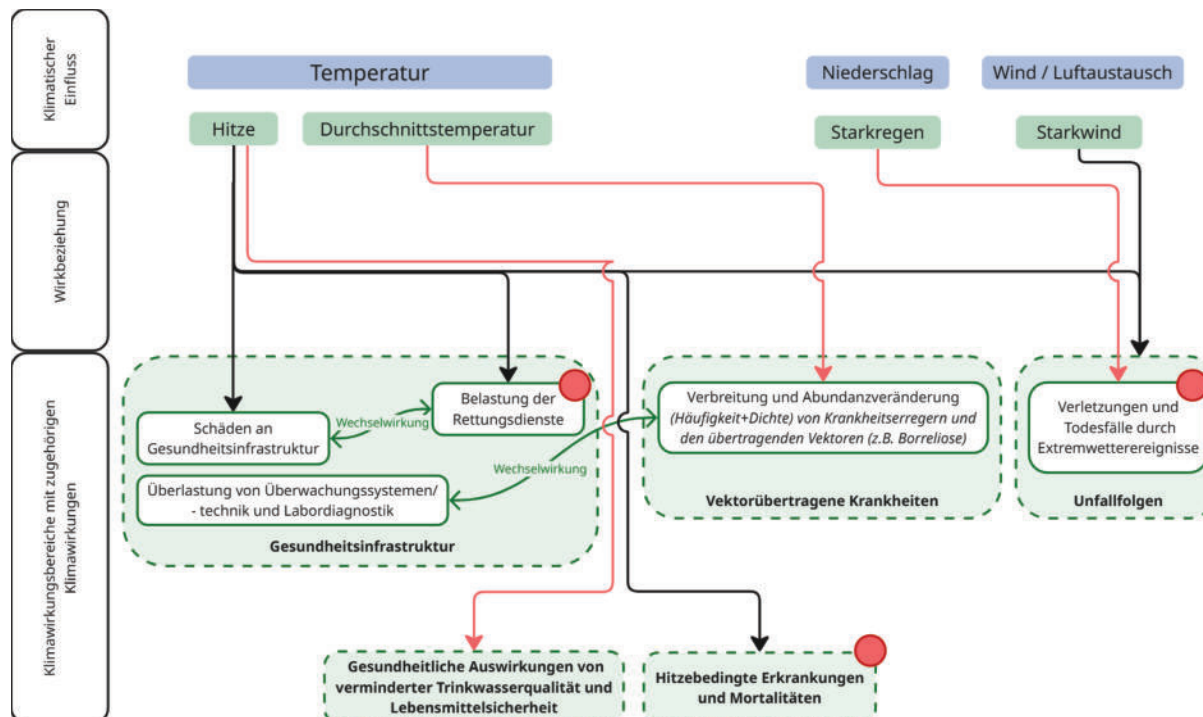 Klimatischer
Einfluss
Temperatur
Niederschlag
Wind / Luftaustausch
Hitze
Durchschnittstemperatur
Starkregen
Starkwind
Wirkbeziehung
Klimawirkungsbereiche mit zugehörigen
Klimawirkungen
Schäden an
Gesundheitsinfrastruktur
Wechselwirkung
Belastung der
Rettungsdienste
Überlastung von Überwachungssystemen/
- technik und Labordiagnostik
Wechselwirkung
Gesundheitsinfrastruktur
Verbreitung und Abundanzveränderung
(Häufigkeit+Dichte) von Krankheitserregern und
den übertragenden Vektoren (z.B. Borreliose)
Vektorübertragene Krankheiten
Verletzungen und
Todesfälle durch
Extremwetterereignisse
Unfallfolgen
Gesundheitliche Auswirkungen von
verminderter Trinkwasserqualität und
Lebensmittelsicherheit
Hitzebedingte Erkrankungen
und Mortalitäten